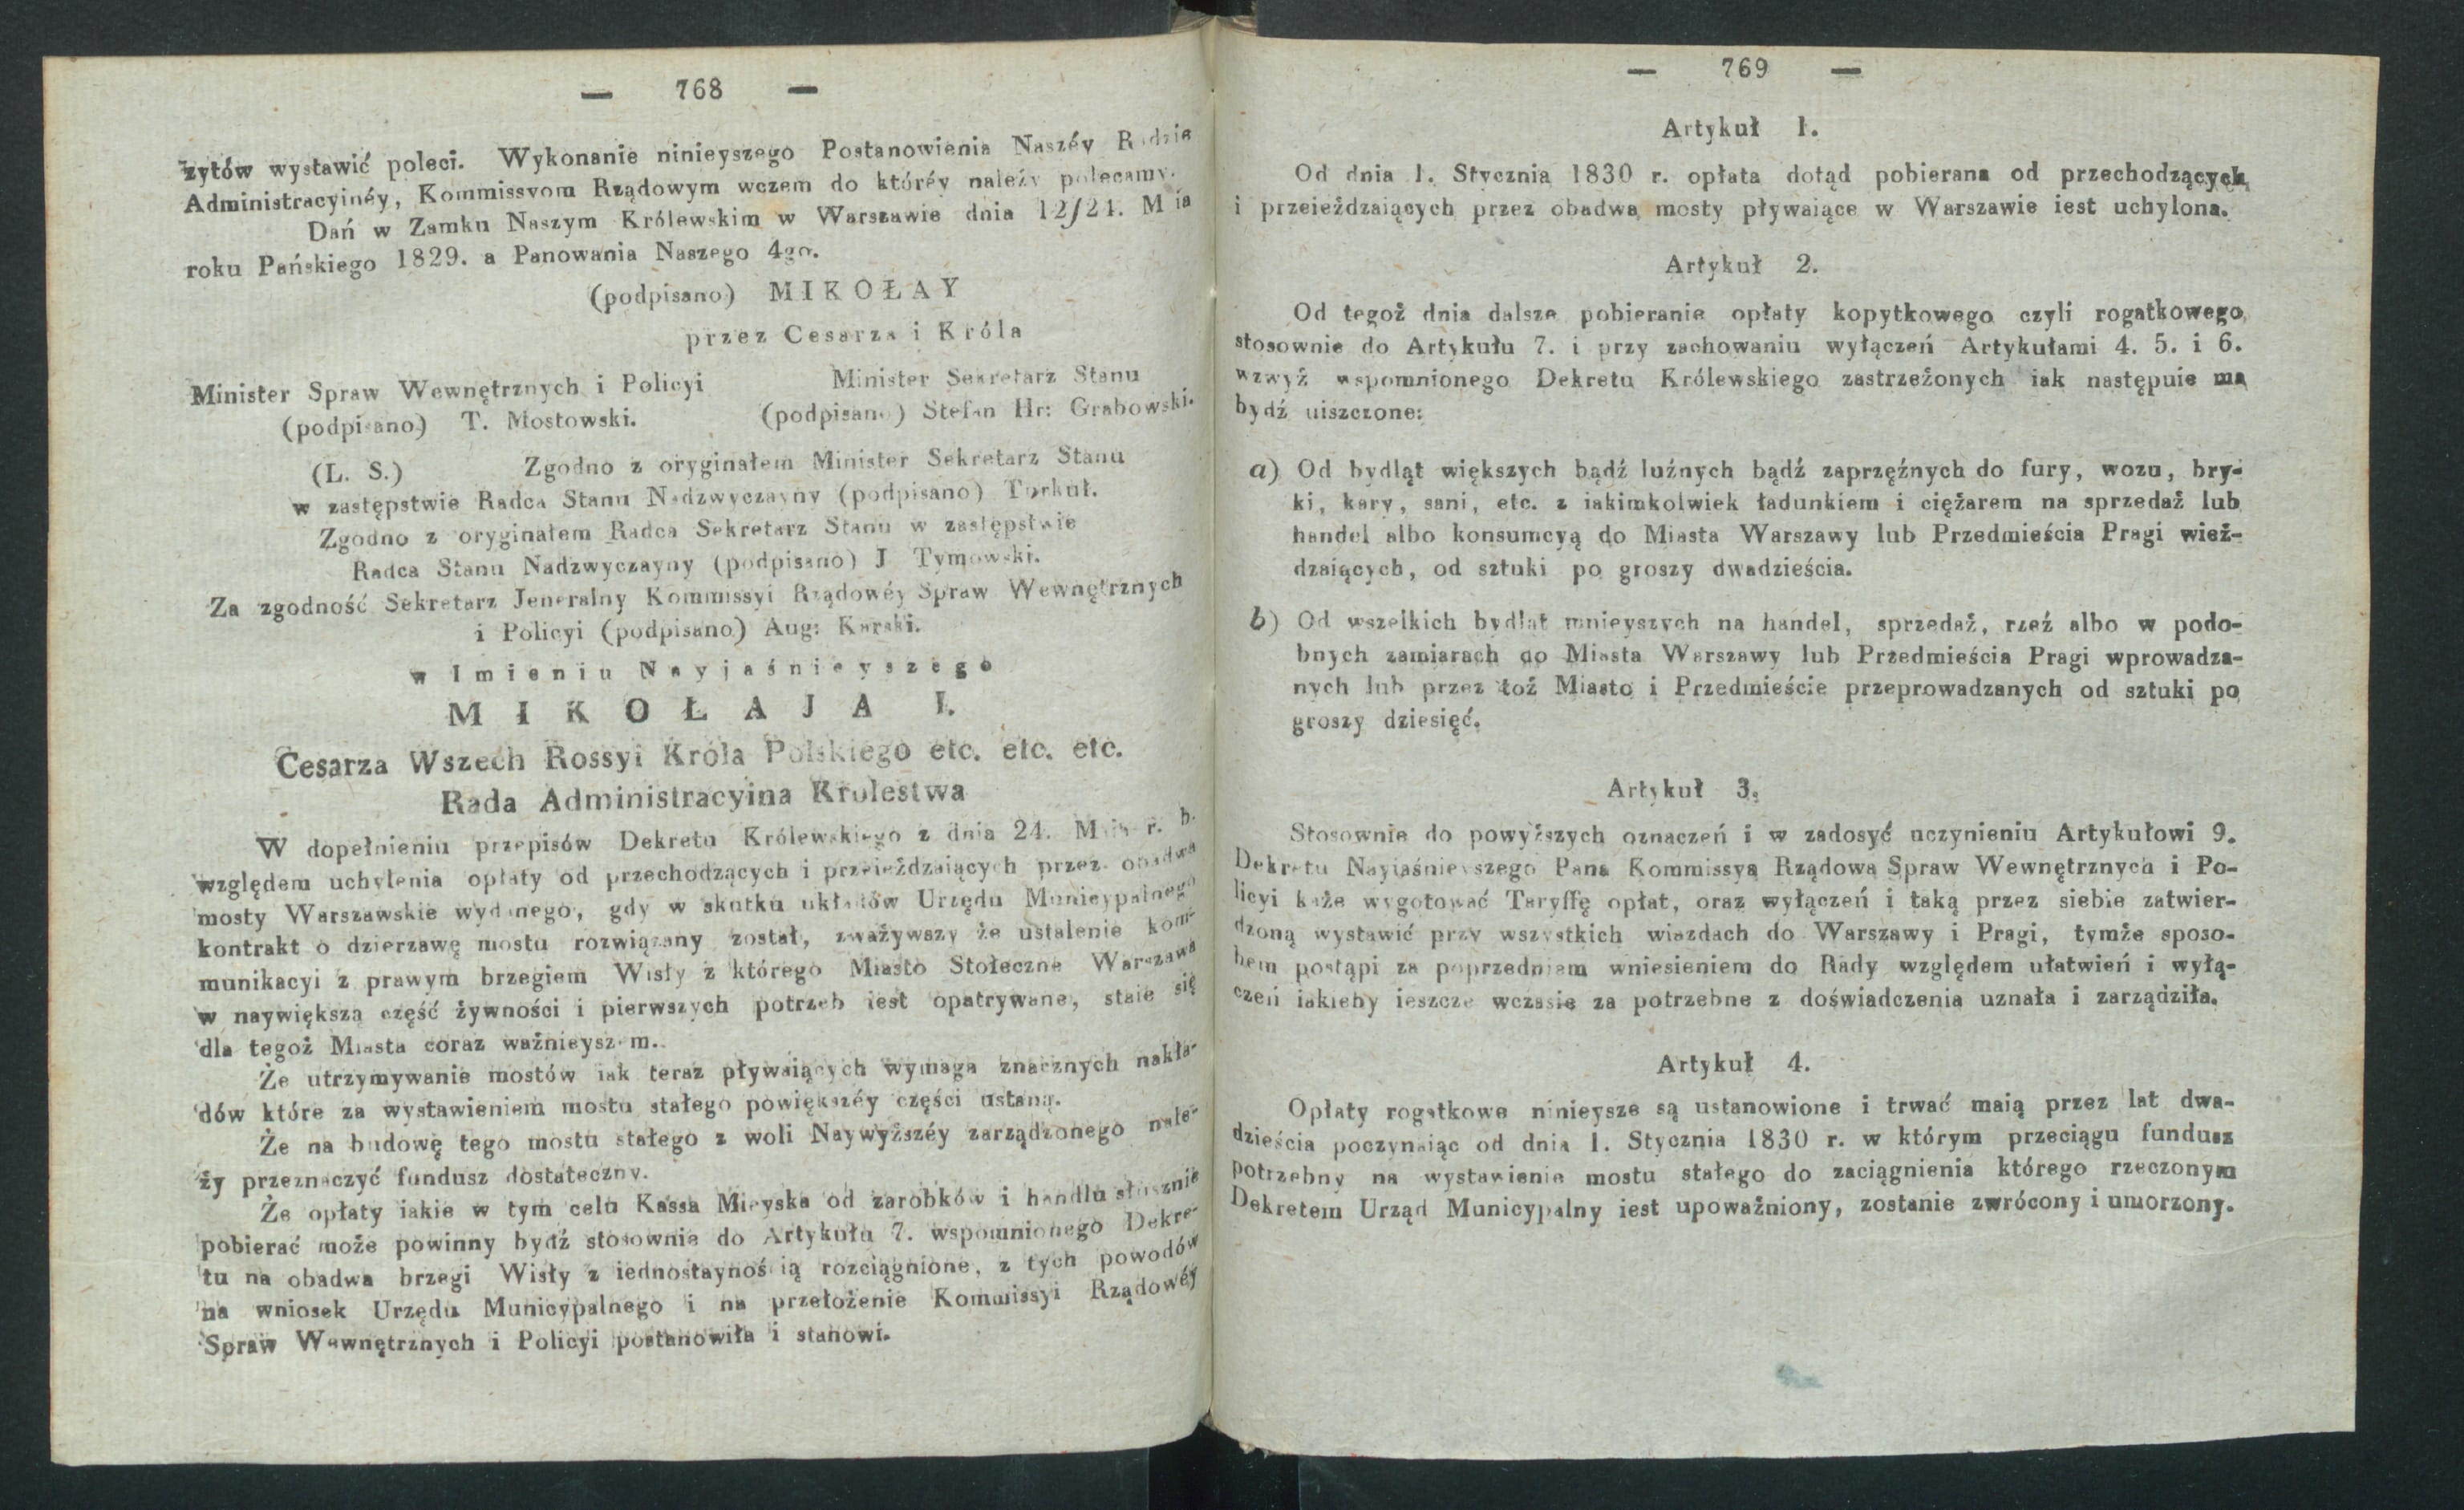 — 768 —
zytów wystawić poleci. Wykonanie ninieyszego Postanowienia Naszéy Radzie
Administracyinéy, Kommissyom Rządowym wczem do któréy należy polecamy.
Dań w Zamku Naszym Królewskim w Warszawie dnia 12/24. Maia
roku Pańskiego 1829. a Panowania Naszego 4go.
(podpisano) MIKOŁAY
przez Cesarza i Króla
Minister Spraw Wewnętrznych i Policyi Minister Sekretarz Stanu
(podpisano) T. Mostowski. (podpisano) Stefan Hr: Grabowski.
(L. S.) Zgodno z oryginałem Minister Sekretarz Stanu
w zastępstwie Radca Stanu Nadzwyczayny (podpisano) Turkuł.
Zgodno z oryginałem Radca Sekretarz Stanu w zastępstwie
Radca Stanu Nadzwyczayny (podpisano) J Tymowski.
Za zgodność Sekretarz Jeneralny Kommissyi Rządowéy Spraw Wewnętrznych
i Policyi (podpisano) Aug: Karski.
w Imieniu Nayjaśnieyszego
MIKOŁAJA I.
Cesarza Wszech Rossyi Króla Polskiego etc. etc. etc.
Rada Administracyina Królestwa
W dopełnieniu przepisów Dekretu Królewskiego z dnia 24. Maia r. b.
względem uchylenia opłaty od przechodzących i przeieżdzaiących przez obadwa
mosty Warszawskie wydanego, gdy w skutku układów Urzędu Municypalnego
kontrakt o dzierzawę mostu rozwiązany został, zważywszy że ustalenie kom-
munikacyi z prawym brzegiem Wisły z którego Miasto Stołeczne Warszawa
w naywiększą część żywności i pierwszych potrzeb iest opatrywane, staie się
dla tegoż Miasta coraz ważnieyszem.
Że utrzymywanie mostów iak teraz pływaiących wymaga znacznych nakła-
dów które za wystawieniem mostu stałego powiększéy części ustaną.
Że na budowę tego mostu stałego z woli Naywyższéy zarządzonego nale-
ży przeznaczyć fundusz dostateczny.
Że opłaty iakie w tym celu Kassa Mieyska od zarobków i handlu słusznie
pobierać może powinny bydź stosownie do Artykułu 7. wspomnionego Dekre-
tu na obadwa brzegi Wisły z iednostaynością rozciągnione, z tych powodów
na wniosek Urzędu Municypalnego i na przełożenie Kommissyi Rządowéy
Spraw Wewnętrznych i Policyi postanowiła i stanowi.
— 769 —
Artykuł 1.
Od dnia 1. Stycznia 1830 r. opłata dotąd pobierana od przechodzących
i przeieżdzaiących przez obadwa mosty pływaiące w Warszawie iest uchylona.
Artykuł 2.
Od tegoż dnia dalsze pobieranie opłaty kopytkowego czyli rogatkowego,
stosownie do Artykułu 7. i przy zachowaniu wyłączeń Artykułami 4. 5. i 6.
wzwyż wspomnionego Dekretu Królewskiego zastrzeżonych iak następuie ma
bydź uiszczone:
a) Od bydląt większych bądź luźnych bądź zaprzężnych do fury, wozu, bry-
ki, kary, sani, etc. z iakimkolwiek ładunkiem i ciężarem na sprzedaż lub
handel albo konsumcyą do Miasta Warszawy lub Przedmieścia Pragi wież-
dzaiących, od sztuki po groszy dwadzieścia.
b) Od wszelkich bydląt mnieyszych na handel, sprzedaż, rzeź albo w podo-
bnych zamiarach do Miasta Warszawy lub Przedmieścia Pragi wprowadza-
nych lub przez toż Miasto i Przedmieście przeprowadzanych od sztuki po
groszy dziesięć.
Artykuł 3.
Stosownie do powyższych oznaczeń i w zadosyć uczynieniu Artykułowi 9.
Dekretu Nayiaśnieyszego Pana Kommissya Rządowa Spraw Wewnętrznych i Po-
licyi każe wygotować Taryffę opłat, oraz wyłączeń i taką przez siebie zatwier-
dzoną wystawić przy wszystkich wiazdach do Warszawy i Pragi, tymże sposo-
bem postąpi za poprzedniem wniesieniem do Rady względem ułatwień i wyłą-
czeń iakieby ieszcze wczasie za potrzebne z doświadczenia uznała i zarządziła.
Artykuł 4.
Opłaty rogatkowe ninieysze są ustanowione i trwać maią przez lat dwa-
dzieścia poczynaiąc od dnia 1. Stycznia 1830 r. w którym przeciągu fundusz
potrzebny na wystawienie mostu stałego do zaciągnienia którego rzeczonym
Dekretem Urząd Municypalny iest upoważniony, zostanie zwrócony i umorzony.